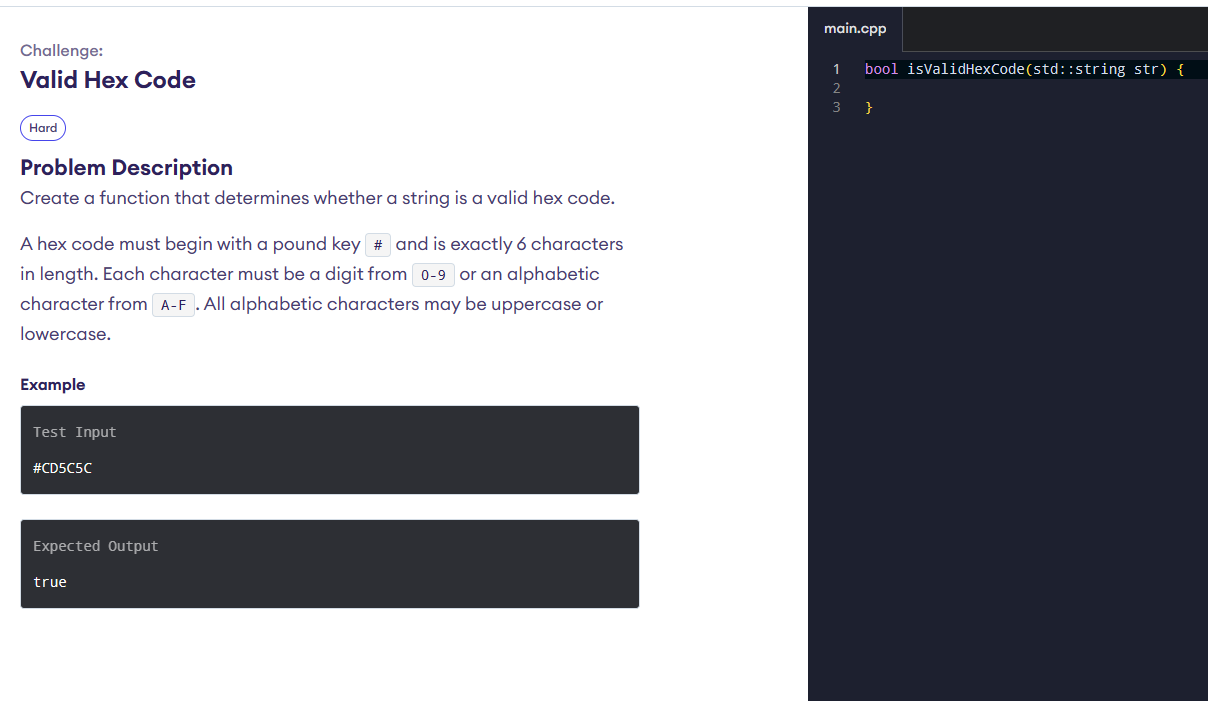 Challenge:
Valid Hex Code
Hard
Problem Description
Create a function that determines whether a string is a valid hex code.
A hex code must begin with a pound key # and is exactly 6 characters
in length. Each character must be a digit from 0-9 or an alphabetic
character from A-F. All alphabetic characters may be uppercase or
lowercase.
Example
Test Input
#CD5C5C
Expected Output
true
main.cpp
1 bool isValidHexCode(std::string str) {
2
3 }